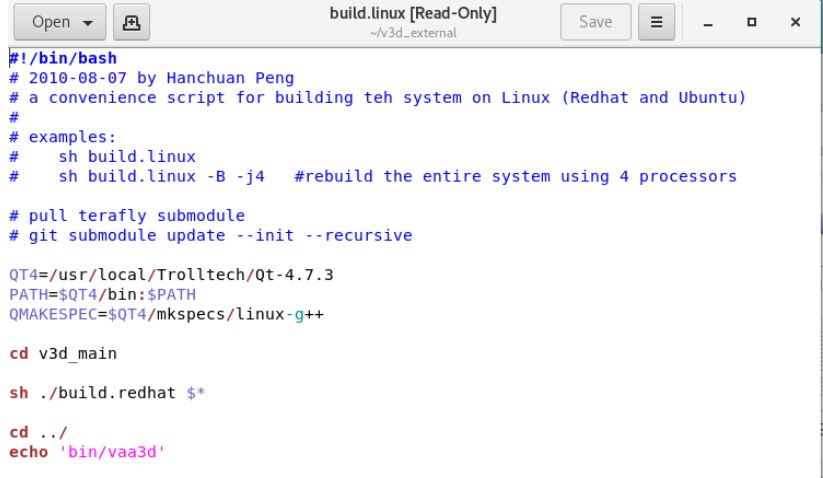 Open
build.linux [Read-Only]
~/v3d_external
Save
#!/bin/bash
# 2010-08-07 by Hanchuan Peng
# a convenience script for building teh system on Linux (Redhat and Ubuntu)
#
# examples:
#    sh build.linux
#    sh build.linux -B -j4   #rebuild the entire system using 4 processors
# pull terafly submodule
# git submodule update --init --recursive
QT4=/usr/local/Trolltech/Qt-4.7.3
PATH=$QT4/bin:$PATH
QMAKESPEC=$QT4/mkspecs/linux-g++
cd v3d_main
sh ./build.redhat $*
cd ../
echo 'bin/vaa3d'